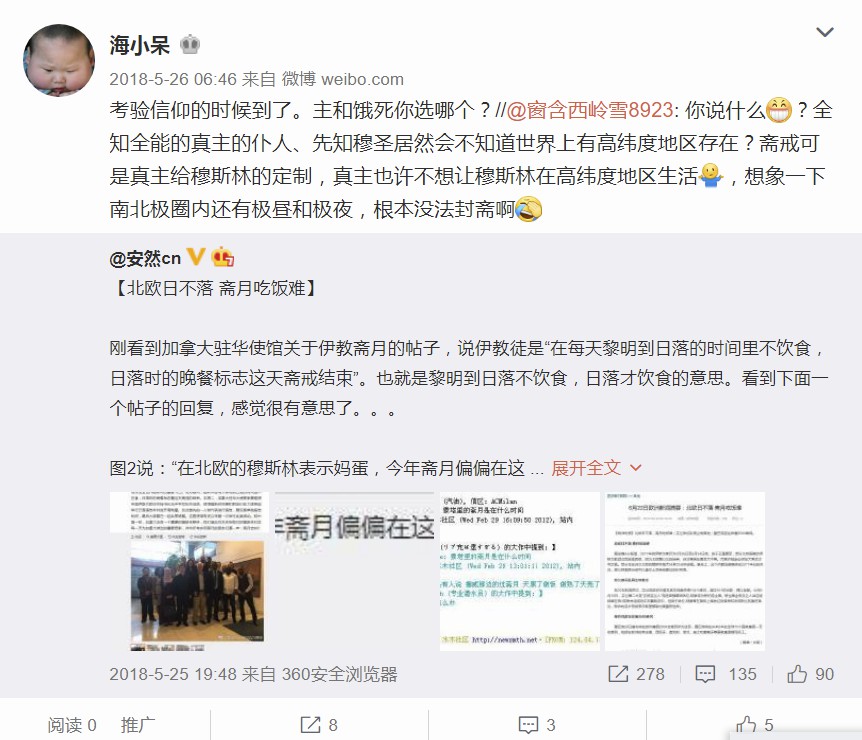 海小呆
2018-5-26 06:46 来自 微博 weibo.com
考验信仰的时候到了。主和饿死你选哪个？//@窗含西岭雪8923: 你说什么？全
知全能的真主的仆人、先知穆圣居然会不知道世界上有高纬度地区存在？斋戒可
是真主给穆斯林的定制，真主也许不想让穆斯林在高纬度地区生活，想象一下
南北极圈内还有极昼和极夜，根本没法封斋啊
@安然cn
【北欧日不落 斋月吃饭难】
刚看到加拿大驻华使馆关于伊教斋月的帖子，说伊教徒是“在每天黎明到日落的时间里不饮食，
日落时的晚餐标志这天斋戒结束”。也就是黎明到日落不饮食，日落才饮食的意思。看到下面一
个帖子的回复，感觉很有意思了。。。
图2说：“在北欧的穆斯林表示妈蛋，今年斋月偏偏在这 ... 展开全文
斋月偏偏在这
2018-5-25 19:48 来自 360安全浏览器
278 135 90
阅读 0 推广 8 3 5